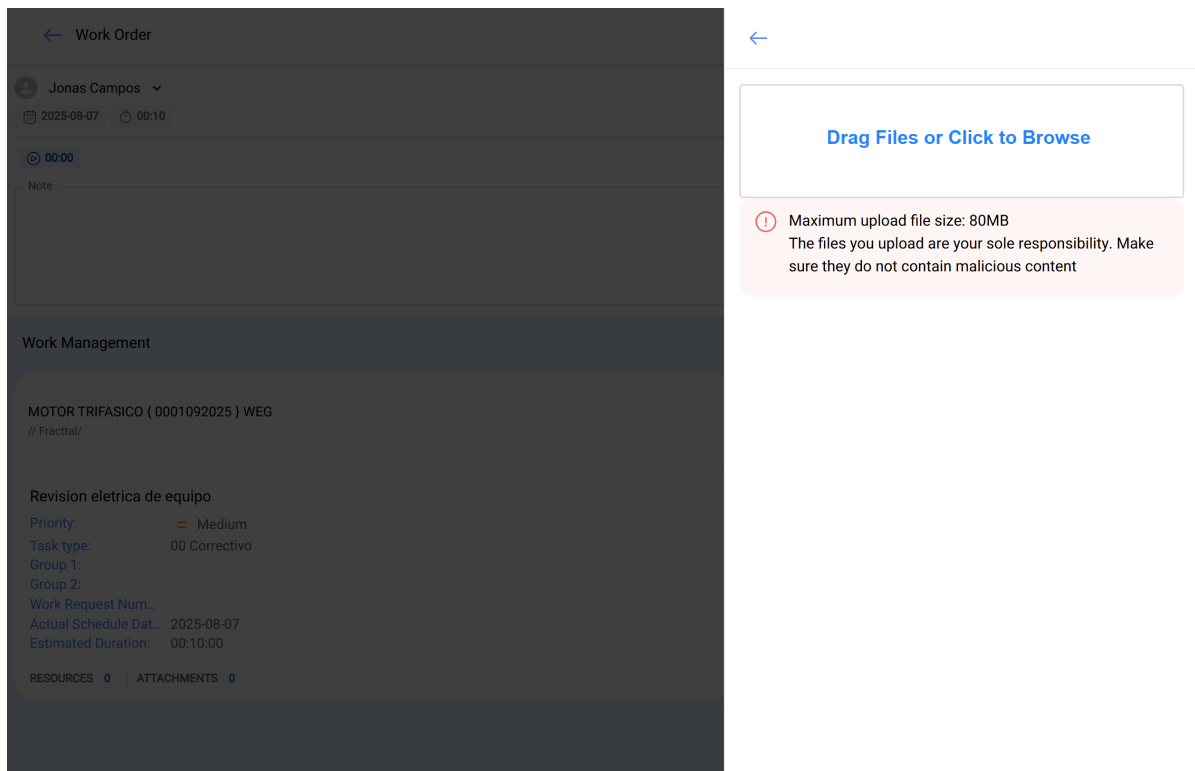 Work Order
Jonas Campos
2025-08-07 00:10
00:00
Note
Work Management
MOTOR TRIFASICO { 0001092025 } WEG
// Fracttal/
Revision eletrica de equipo
Priority: Medium
Task type: 00 Correctivo
Group 1:
Group 2:
Work Request Num...
Actual Schedule Dat... 2025-08-07
Estimated Duration: 00:10:00
RESOURCES 0 | ATTACHMENTS 0
Drag Files or Click to Browse
Maximum upload file size: 80MB
The files you upload are your sole responsibility. Make
sure they do not contain malicious content